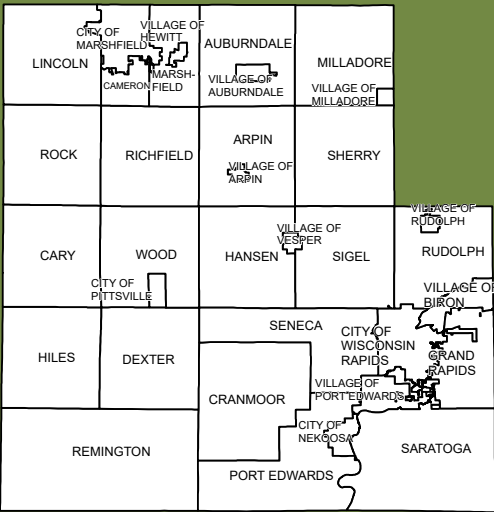 CITY OF
MARSHFIELD
VILLAGE OF
HEWITT
AUBURNDALE
LINCOLN
MILLADORE
CAMERON
MARSH-
FIELD
VILLAGE OF
AUBURNDALE
VILLAGE OF
MILLADORE
ROCK
RICHFIELD
ARPIN
SHERRY
VILLAGE OF
ARPIN
VILLAGE OF
RUDOLPH
CARY
WOOD
HANSEN
VILLAGE OF
VESPER
SIGEL
RUDOLPH
CITY OF
PITTSVILLE
VILLAGE OF
BIRON
SENECA
CITY OF
WISCONSIN
RAPIDS
HILES
DEXTER
GRAND
RAPIDS
CRANMOOR
VILLAGE OF
PORT EDWARDS
CITY OF
NEKOOSA
REMINGTON
PORT EDWARDS
SARATOGA